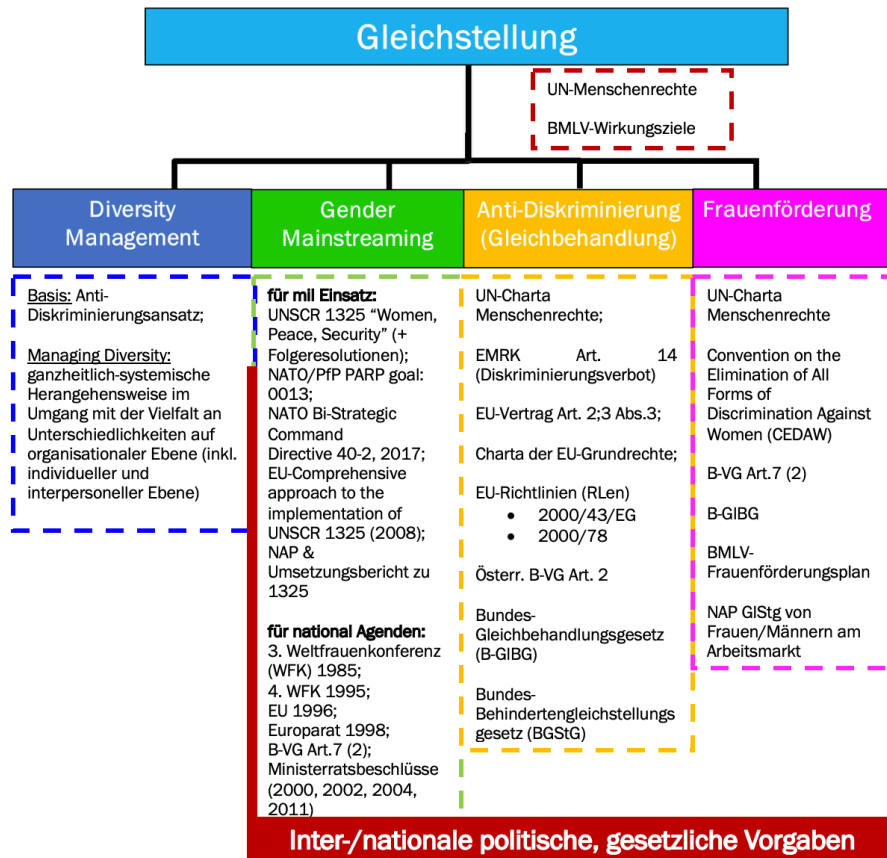 Gleichstellung
UN-Menschenrechte
BMLV-Wirkungsziele
Diversity
Management
Gender
Mainstreaming
Anti-Diskriminierung
(Gleichbehandlung)
Frauenförderung
Basis: Anti-
Diskriminierungsansatz;
Managing Diversity:
ganzheitlich-systemische
Herangehensweise im
Umgang mit der Vielfalt an
Unterschiedlichkeiten auf
organisationaler Ebene (inkl.
individueller und
interpersoneller Ebene)
für mil Einsatz:
UNSCR 1325 “Women,
Peace, Security” (+
Folgeresolutionen);
NATO/PfP PARP goal:
0013;
NATO Bi-Strategic
Command
Directive 40-2, 2017;
EU-Comprehensive
approach to the
implementation of
UNSCR 1325 (2008);
NAP &
Umsetzungsbericht zu
1325
für national Agenden:
3. Weltfrauenkonferenz
(WFK) 1985;
4. WFK 1995;
EU 1996;
Europarat 1998;
B-VG Art.7 (2);
Ministerratsbeschlüsse
(2000, 2002, 2004,
2011)
UN-Charta
Menschenrechte;
EMRK Art. 14
(Diskriminierungsverbot)
EU-Vertrag Art. 2;3 Abs.3;
Charta der EU-Grundrechte;
EU-Richtlinien (RLen)
• 2000/43/EG
• 2000/78
Österr. B-VG Art. 2
Bundes-
Gleichbehandlungsgesetz
(B-GlBG)
Bundes-
Behindertengleichstellungs
gesetz (BGStG)
UN-Charta
Menschenrechte
Convention on the
Elimination of All
Forms of
Discrimination Against
Women (CEDAW)
B-VG Art.7 (2)
B-GlBG
BMLV-
Frauenförderungsplan
NAP GlStg von
Frauen/Männern am
Arbeitsmarkt
Inter-/nationale politische, gesetzliche Vorgaben